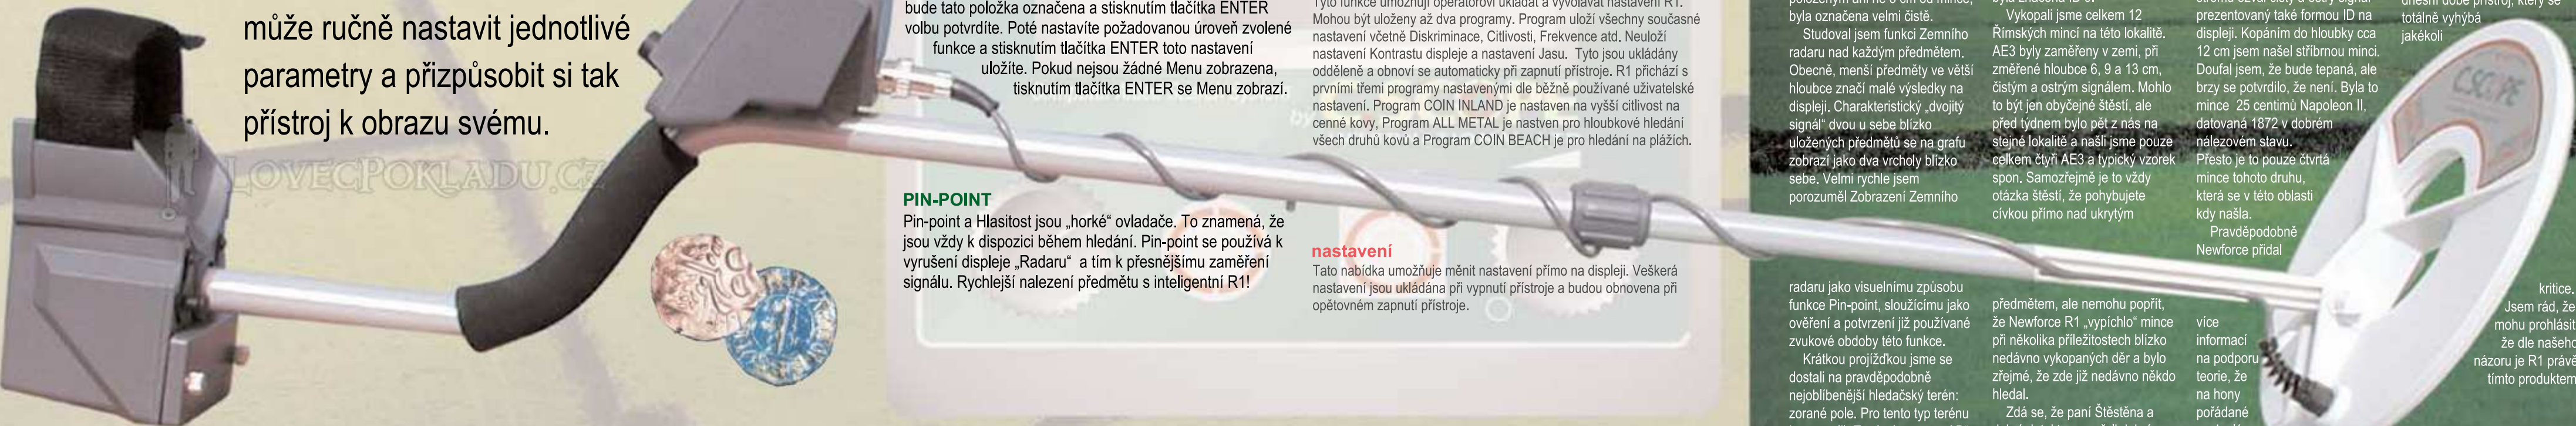 může ručně nastavit jednotlivé
parametry a přizpůsobit si tak
přístroj k obrazu svému.
LOVECPOKLADU.CZ
bude tato položka označena a stisknutím tlačítka ENTER
volbu potvrdíte. Poté nastavíte požadovanou úroveň zvolené
funkce a stisknutím tlačítka ENTER toto nastavení
uložíte. Pokud nejsou žádné Menu zobrazena,
tisknutím tlačítka ENTER se Menu zobrazí.
PIN-POINT
Pin-point a Hlasitost jsou „horké“ ovladače. To znamená, že
jsou vždy k dispozici během hledání. Pin-point se používá k
vyrušení displeje „Radaru“ a tím k přesnějšímu zaměření
signálu. Rychlejší nalezení předmětu s inteligentní R1!
Tyto funkce umožňují operátorovi ukládat a vyvolávat nastavení R1.
Mohou být uloženy až dva programy. Program uloží všechny současné
nastavení včetně Diskriminace, Citlivosti, Frekvence atd. Neuloží
nastavení Kontrastu displeje a nastavení Jasu. Tyto jsou ukládány
odděleně a obnoví se automaticky při zapnutí přístroje. R1 přichází s
prvními třemi programy nastavenými dle běžně používané uživatelské
nastavení. Program COIN INLAND je nastaven na vyšší citlivost na
cenné kovy, Program ALL METAL je nastven pro hloubkové hledání
všech druhů kovů a Program COIN BEACH je pro hledání na plážích.
nastavení
Tato nabídka umožňuje měnit nastavení přímo na displeji. Veškerá
nastavení jsou ukládána při vypnutí přístroje a budou obnovena při
opětovném zapnutí přístroje.
byla označena velmi čistě.
Studoval jsem funkci Zemního
radaru nad každým předmětem.
Obecně, menší předměty ve větší
hloubce značí malé výsledky na
displeji. Charakteristický „dvojitý
signál“ dvou u sebe blízko
uložených předmětů se na grafu
zobrazí jako dva vrcholy blízko
sebe. Velmi rychle jsem
porozuměl Zobrazení Zemního
radaru jako visuelnímu způsobu
funkce Pin-point, sloužícímu jako
ověření a potvrzení již používané
zvukové obdoby této funkce.
Krátkou projížďkou jsme se
dostali na pravděpodobně
nejoblíbenější hledačský terén:
zorané pole. Pro tento typ terénu
Vykopali jsme celkem 12
Římských mincí na této lokalitě.
AE3 byly zaměřeny v zemi, při
změřené hloubce 6, 9 a 13 cm,
čistým a ostrým signálem. Mohlo
to být jen obyčejné štěstí, ale
před týdnem bylo pět z nás na
stejné lokalitě a našli jsme pouze
celkem čtyři AE3 a typický vzorek
spon. Samozřejmě je to vždy
otázka štěstí, že pohybujete
cívkou přímo nad ukrytým
předmětem, ale nemohu popřít,
že Newforce R1 „vypíchlo“ mince
při několika příležitostech blízko
nedávno vykopaných děr a bylo
zřejmé, že zde již nedávno někdo
hledal.
Zdá se, že paní Štěstěna a
prezentovaný také formou ID na
displeji. Kopáním do hloubky cca
12 cm jsem našel stříbrnou minci.
Doufal jsem, že bude tepaná, ale
brzy se potvrdilo, že není. Byla to
mince 25 centimů Napoleon II,
datovaná 1872 v dobrém
nálezovém stavu.
Přesto je to pouze čtvrtá
mince tohoto druhu,
která se v této oblasti
kdy našla.
Pravděpodobně
Newforce přidal
více
informací
na podporu
teorie, že
na hony
pořádané
dnešní době přístroj, který se
totálně vyhýbá
jakékoli
kritice.
Jsem rád, že
mohu prohlásit
že dle našeho
názoru je R1 právě
tímto produktem
CSCOPE